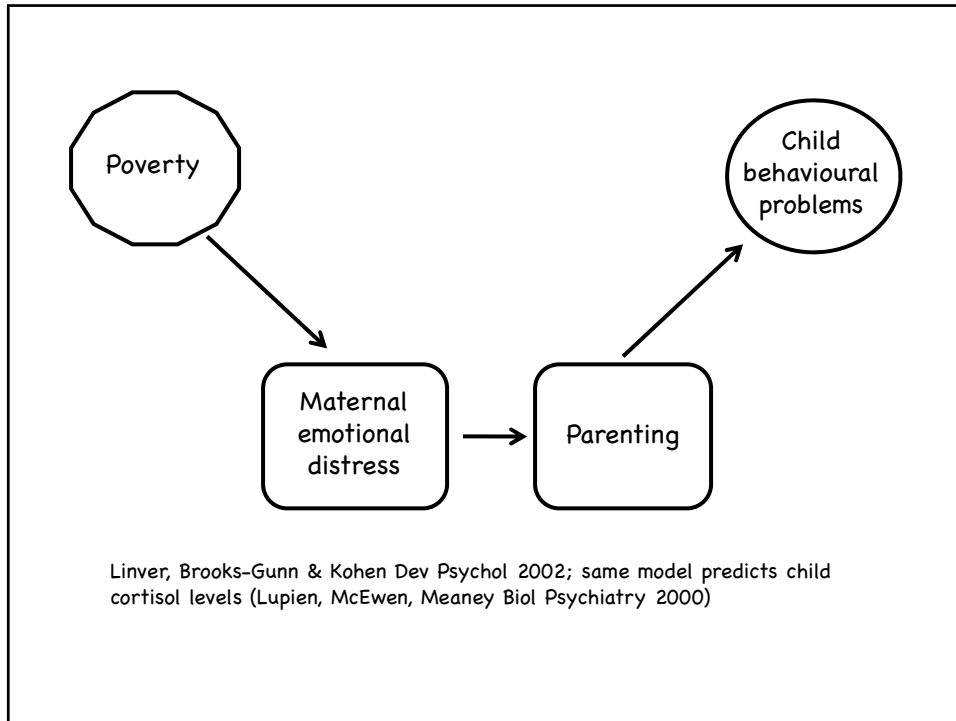 Poverty
Child
behavioural
problems
Maternal
emotional
distress
Parenting
Linver, Brooks-Gunn & Kohen Dev Psychol 2002; same model predicts child
cortisol levels (Lupien, McEwen, Meaney Biol Psychiatry 2000)